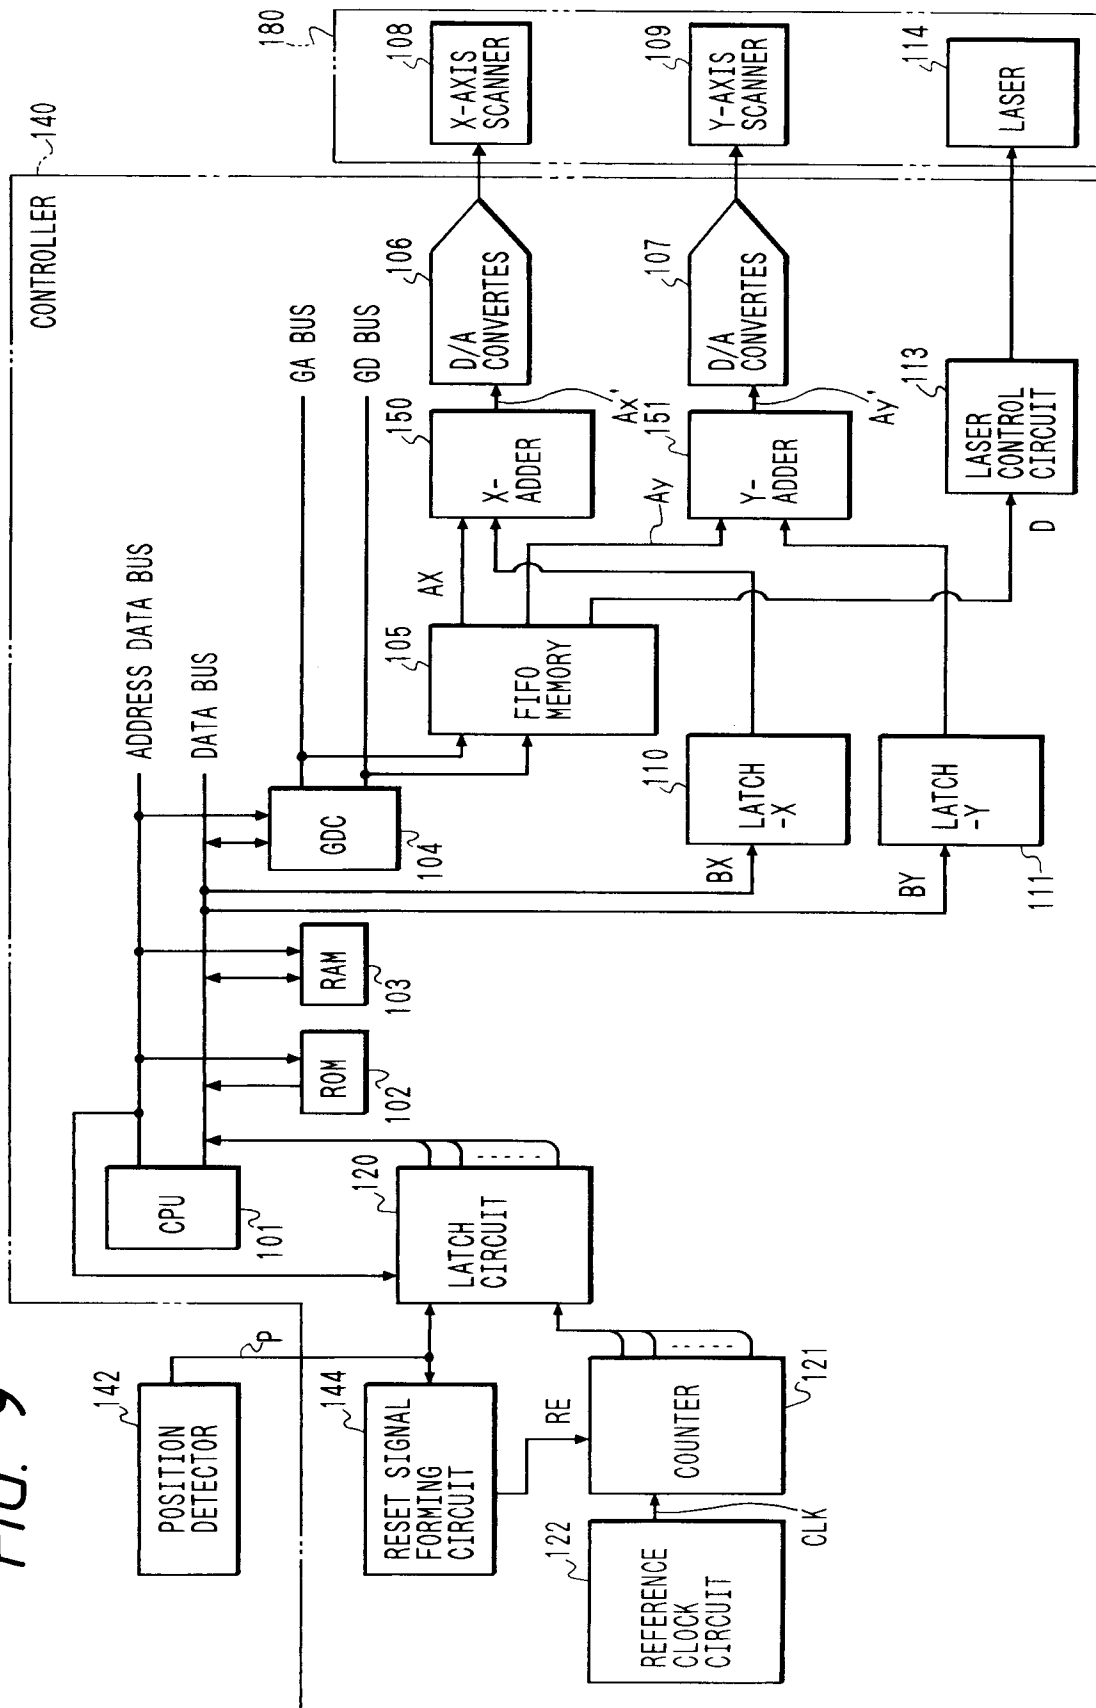 FIG. 9
CONTROLLER
140
180
POSITION
DETECTOR
142
P
CPU
101
ADDRESS DATA BUS
DATA BUS
ROM
102
RAM
103
GDC
104
GA BUS
GD BUS
RESET SIGNAL
FORMING
CIRCUIT
144
RE
LATCH
CIRCUIT
120
REFERENCE
CLOCK
CIRCUIT
122
CLK
COUNTER
121
FIFO
MEMORY
105
AX
Ay
D
X-
ADDER
150
Ax'
D/A
CONVERTES
106
X-AXIS
SCANNER
108
LATCH
-X
110
BX
Y-
ADDER
151
Ay'
D/A
CONVERTES
107
Y-AXIS
SCANNER
109
LATCH
-Y
111
BY
LASER
CONTROL
CIRCUIT
113
LASER
114